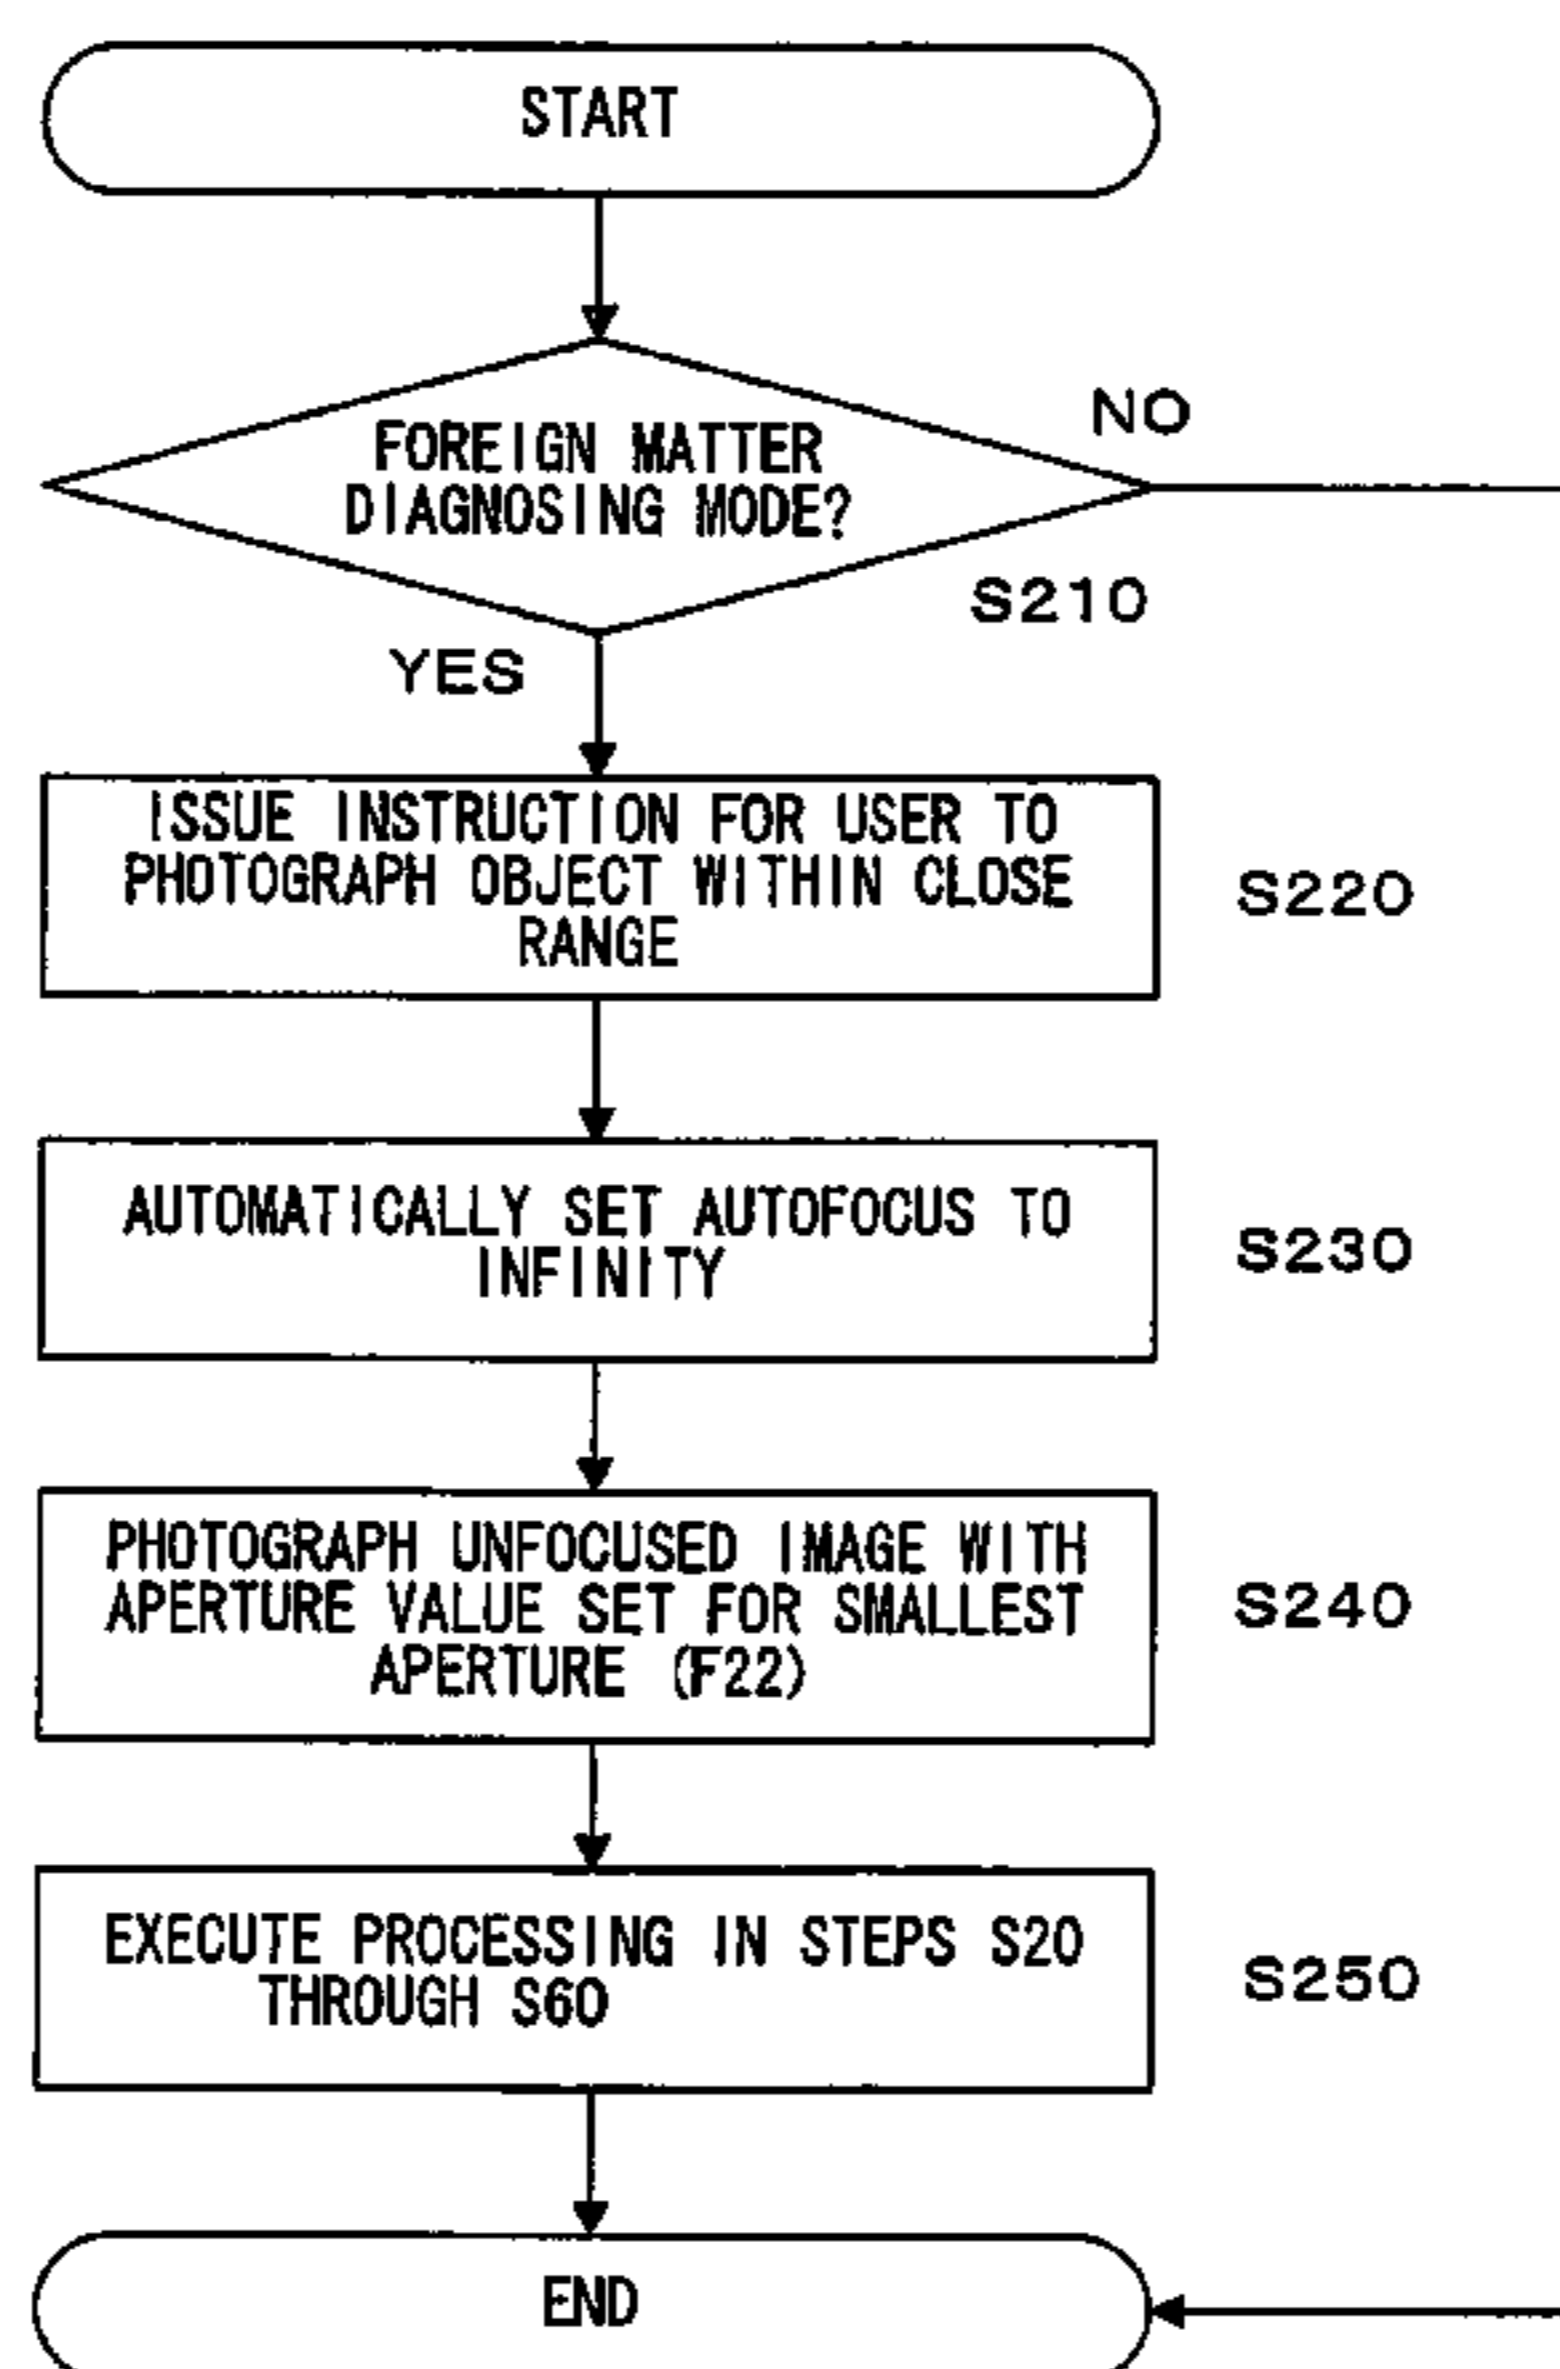 START
NO
FOREIGN MATTER
DIAGNOSING MODE?
S210
YES
ISSUE INSTRUCTION FOR USER TO
PHOTOGRAPH OBJECT WITHIN CLOSE
RANGE
S220
AUTOMATICALLY SET AUTOFOCUS TO
INFINITY
S230
PHOTOGRAPH UNFOCUSED IMAGE WITH
APERTURE VALUE SET FOR SMALLEST
APERTURE (F22)
S240
EXECUTE PROCESSING IN STEPS S20
THROUGH S60
S250
END